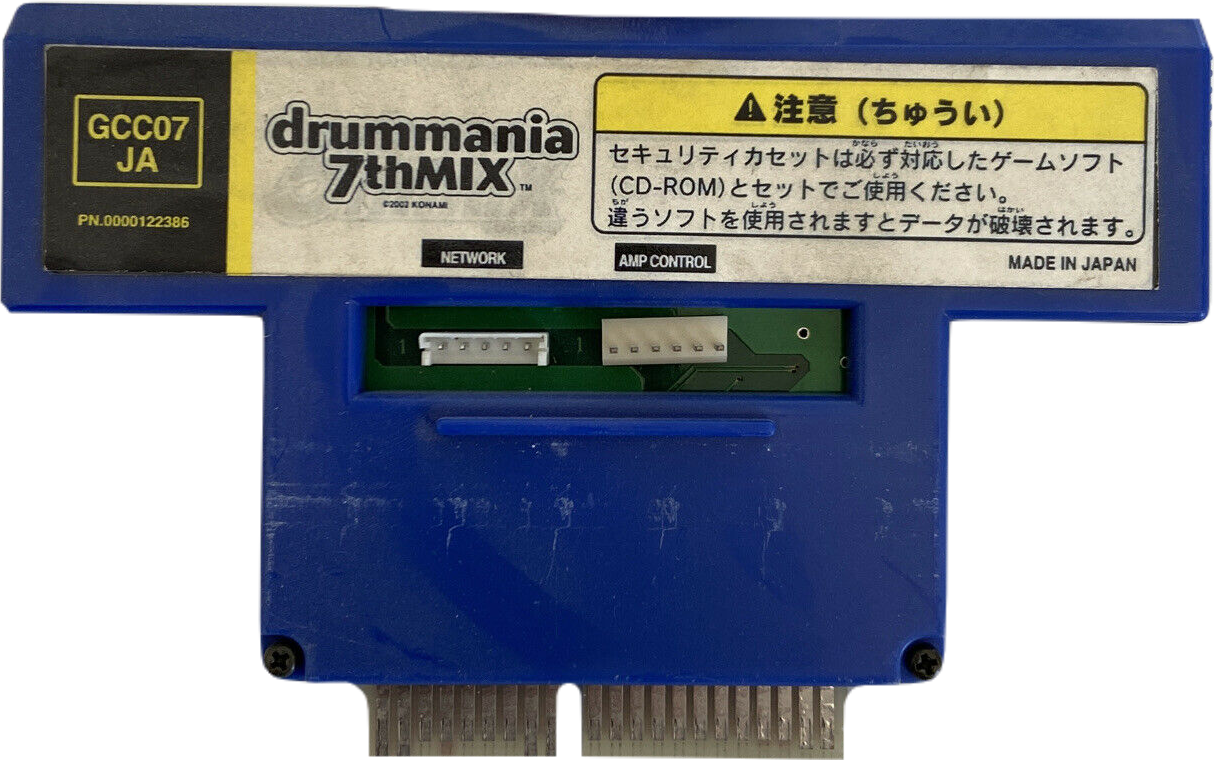 GCC07
JA
PN.0000122386
drummania
7thMIX™
©2002 KONAMI
NETWORK
AMP CONTROL
⚠注意（ちゅうい）
セキュリティカセットは必ず対応したゲームソフト
(CD-ROM)とセットでご使用ください。
違うソフトを使用されますとデータが破壊されます。
MADE IN JAPAN
1
1